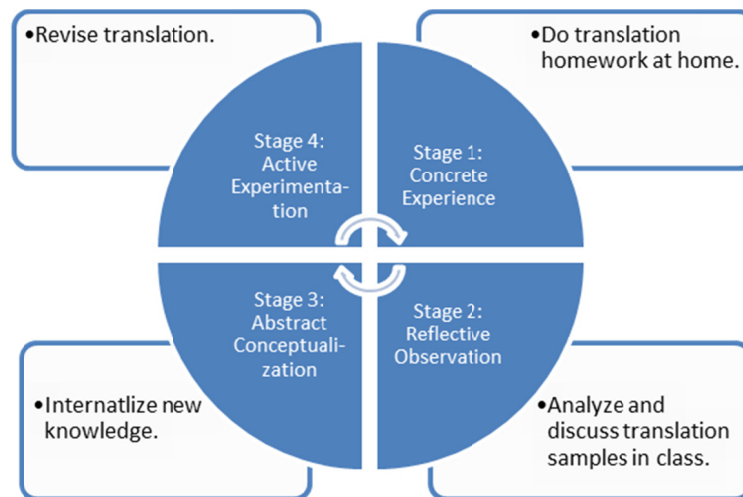 •Revise translation.
•Do translation
homework at home.
Stage 4:
Active
Experimenta-
tion
Stage 1:
Concrete
Experience
Stage 3:
Abstract
Conceptuali-
zation
Stage 2:
Reflective
Observation
•Internatlize new
knowledge.
•Analyze and
discuss translation
samples in class.